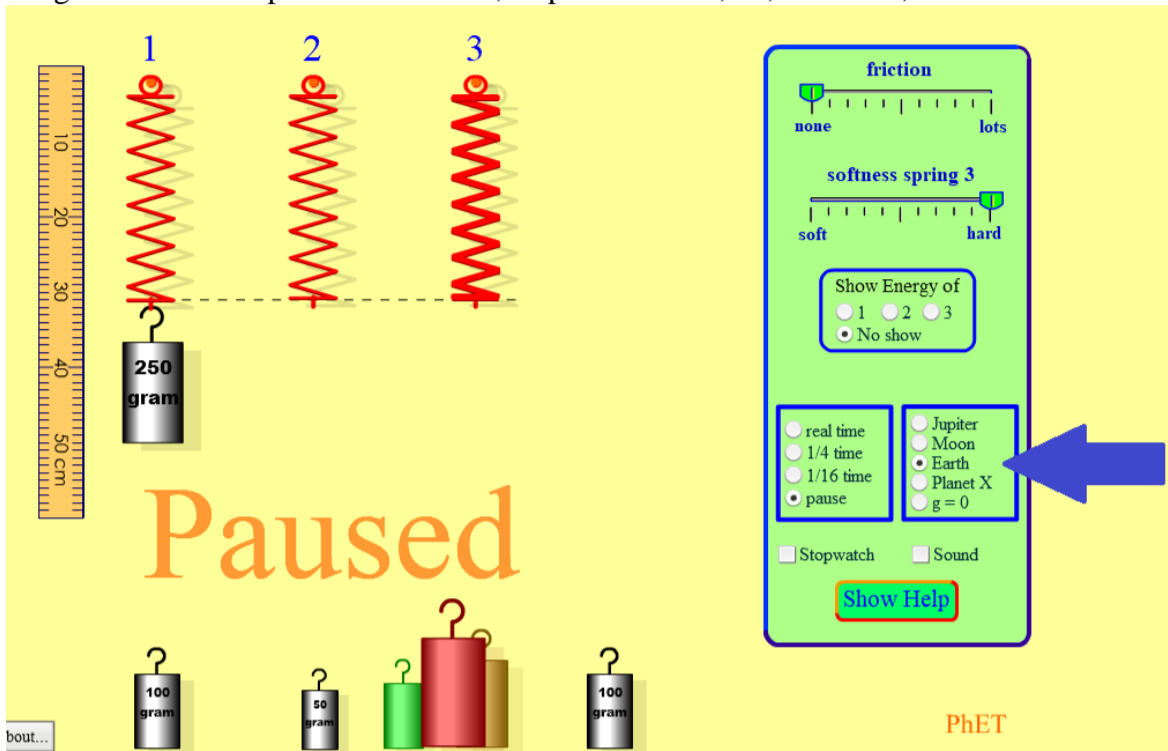 1 2 3
10
20
30
40
50 cm
250
gram
Paused
100
gram
50
gram
100
gram
friction
none lots
softness spring 3
soft hard
Show Energy of
1 2 3
No show
real time
1/4 time
1/16 time
pause
Jupiter
Moon
Earth
Planet X
g = 0
Stopwatch Sound
Show Help
PhET
bout...